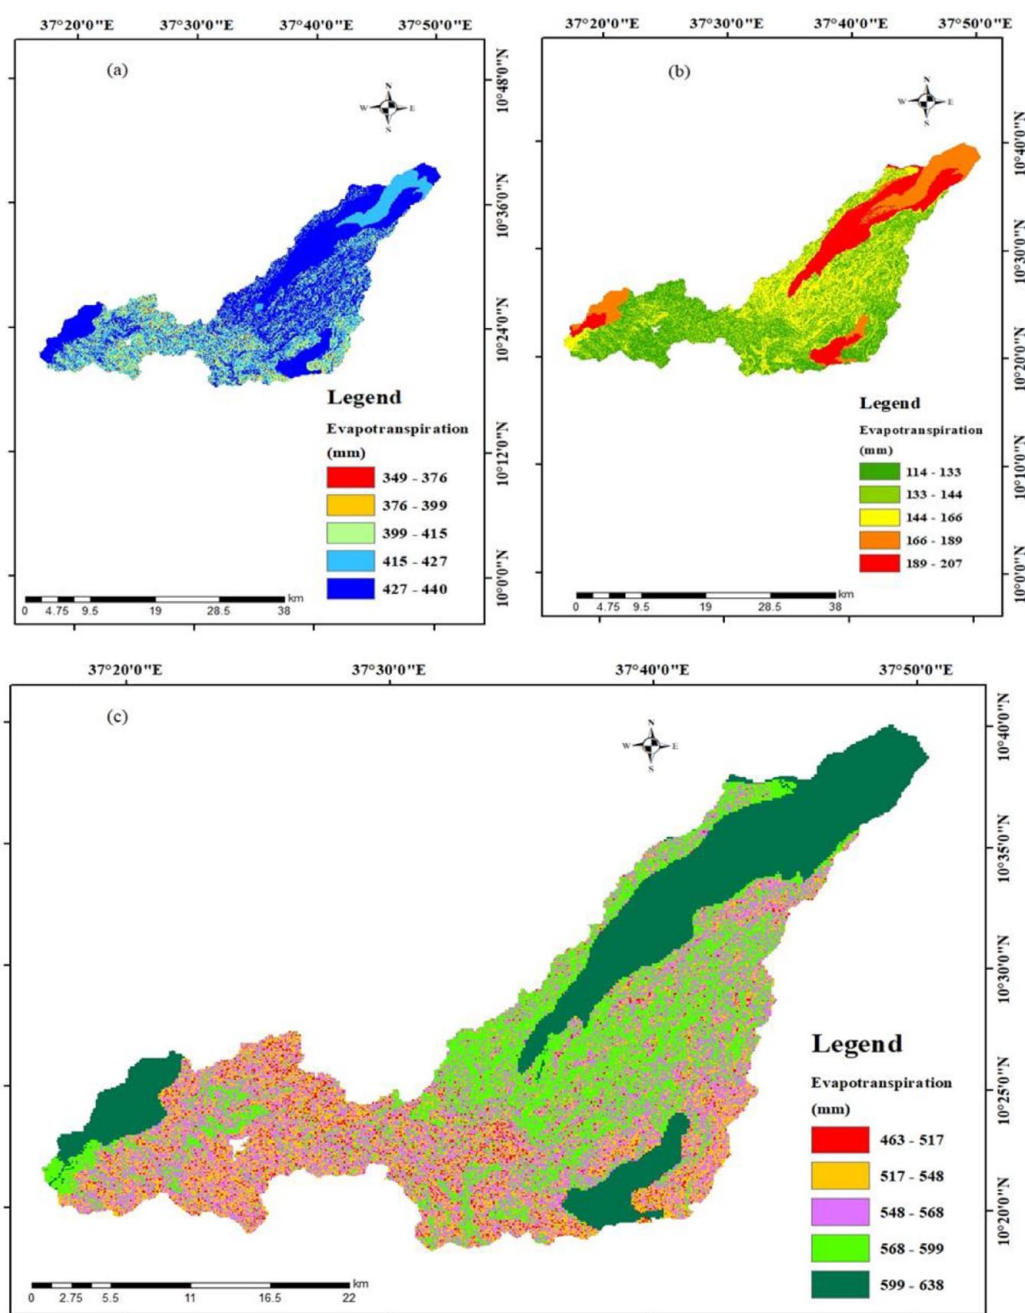 37°20'0"E 37°30'0"E 37°40'0"E 37°50'0"E
(a)
N
W E
S
10°48'0"N
10°36'0"N
10°24'0"N
10°12'0"N
10°0'0"N
Legend
Evapotranspiration
(mm)
349 - 376
376 - 399
399 - 415
415 - 427
427 - 440
km
0 4.75 9.5 19 28.5 38
37°20'0"E 37°30'0"E 37°40'0"E 37°50'0"E
(b)
N
W E
S
10°40'0"N
10°30'0"N
10°20'0"N
10°10'0"N
10°0'0"N
Legend
Evapotranspiration
(mm)
114 - 133
133 - 144
144 - 166
166 - 189
189 - 207
km
0 4.75 9.5 19 28.5 38
37°20'0"E 37°30'0"E 37°40'0"E 37°50'0"E
(c)
N
W E
S
10°40'0"N
10°35'0"N
10°30'0"N
10°25'0"N
10°20'0"N
Legend
Evapotranspiration
(mm)
463 - 517
517 - 548
548 - 568
568 - 599
599 - 638
km
0 2.75 5.5 11 16.5 22